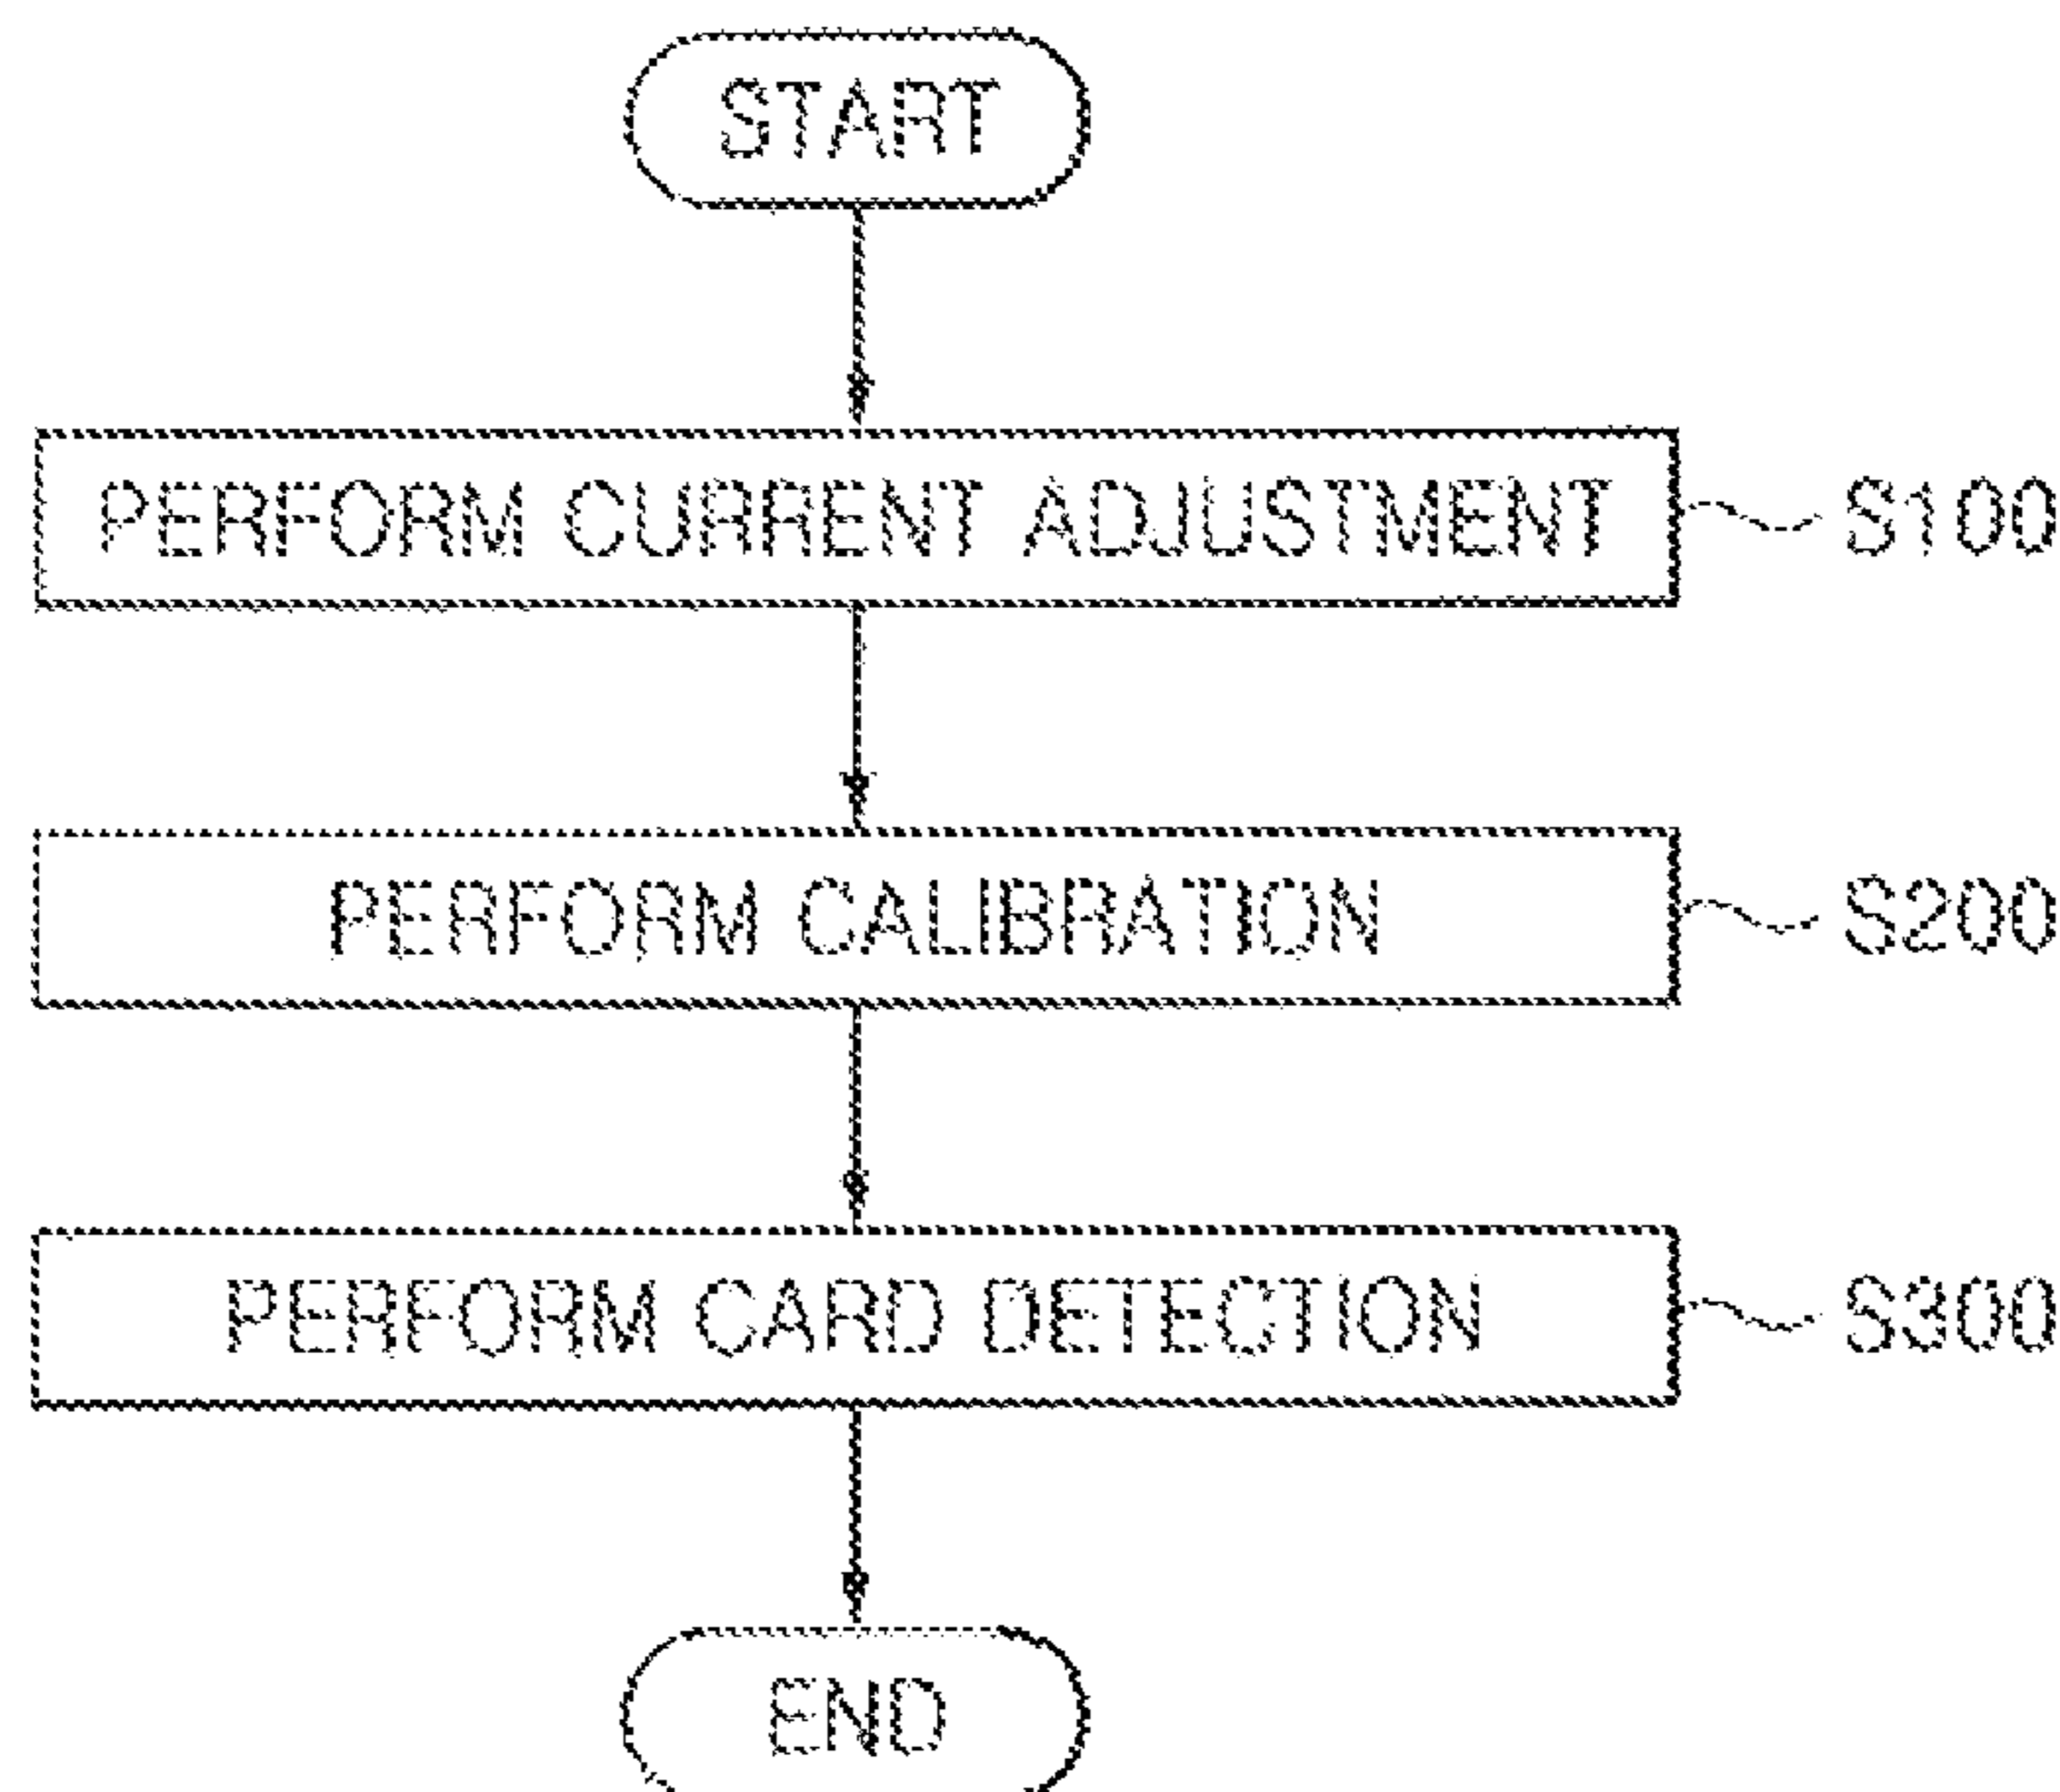 START
PERFORM CURRENT ADJUSTMENT S100
PERFORM CALIBRATION S200
PERFORM CARD DETECTION S300
END